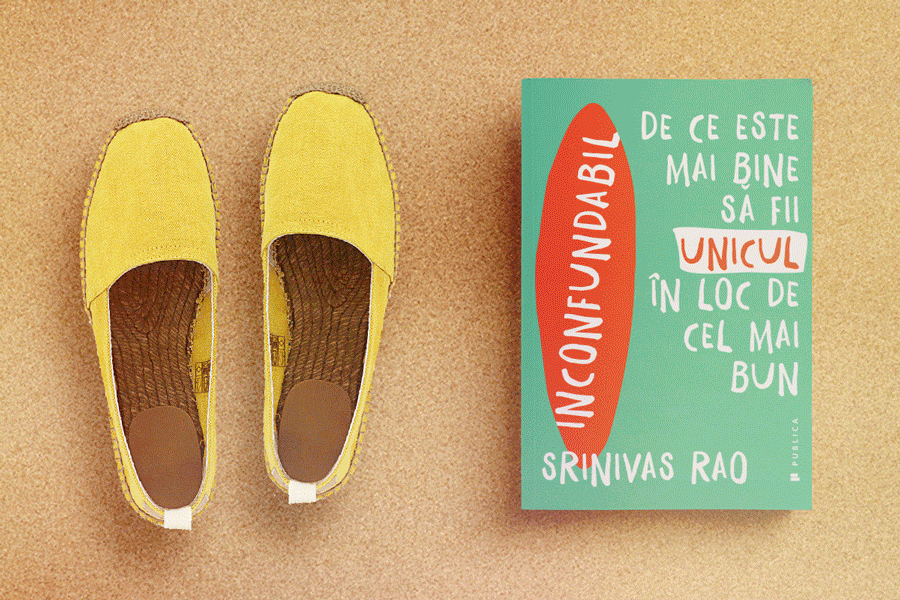 INCONFUNDABIL
DE CE ESTE
MAI BINE
SĂ FII
UNICUL
ÎN LOC DE
CEL MAI
BUN
SRINIVAS RAO
PUBLICA